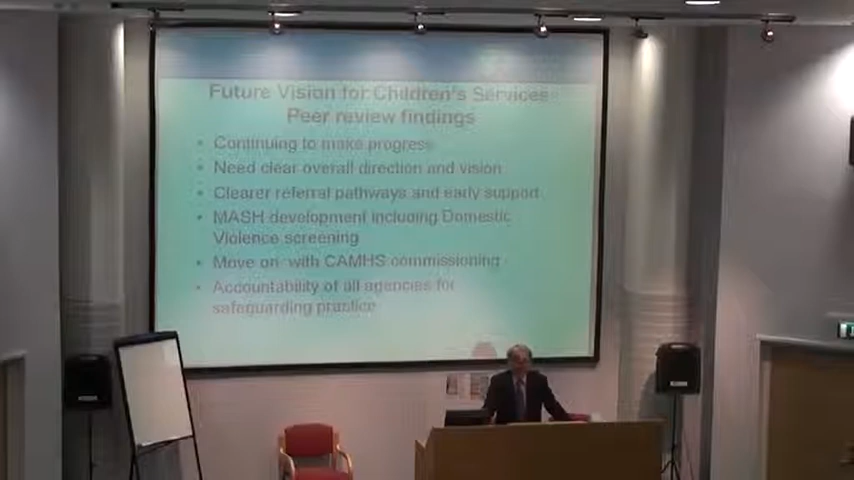 Future Vision for Children's Services
Peer review findings
• Continuing to make progress
• Need clear overall direction and vision
• Clearer referral pathways and early support
• MASH development including Domestic
Violence screening
• Move on with CAMHS commissioning
• Accountability of all agencies for
safeguarding practice